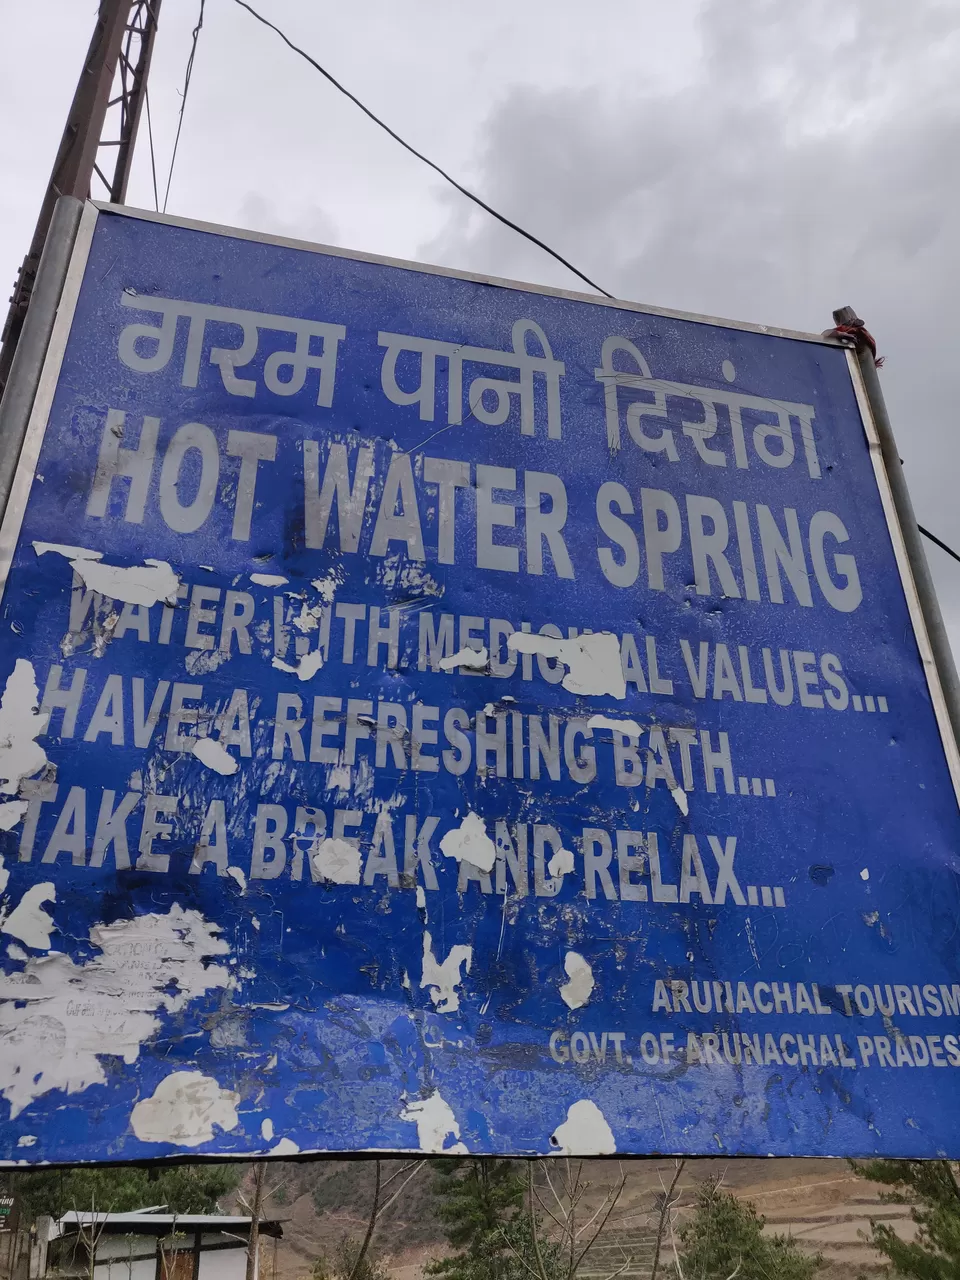 गरम पानी दिरांग
HOT WATER SPRING
WATER WITH MEDICINAL VALUES...
HAVE A REFRESHING BATH...
TAKE A BREAK AND RELAX...
ARUNACHAL TOURISM
GOVT. OF ARUNACHAL PRADES